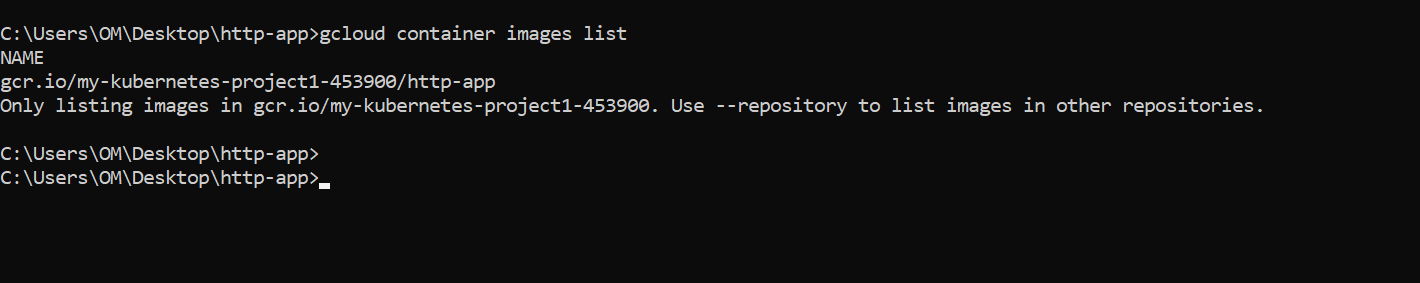 C:\Users\OM\Desktop\http-app>gcloud container images list
NAME
gcr.io/my-kubernetes-project1-453900/http-app
Only listing images in gcr.io/my-kubernetes-project1-453900. Use --repository to list images in other repositories.
C:\Users\OM\Desktop\http-app>
C:\Users\OM\Desktop\http-app>